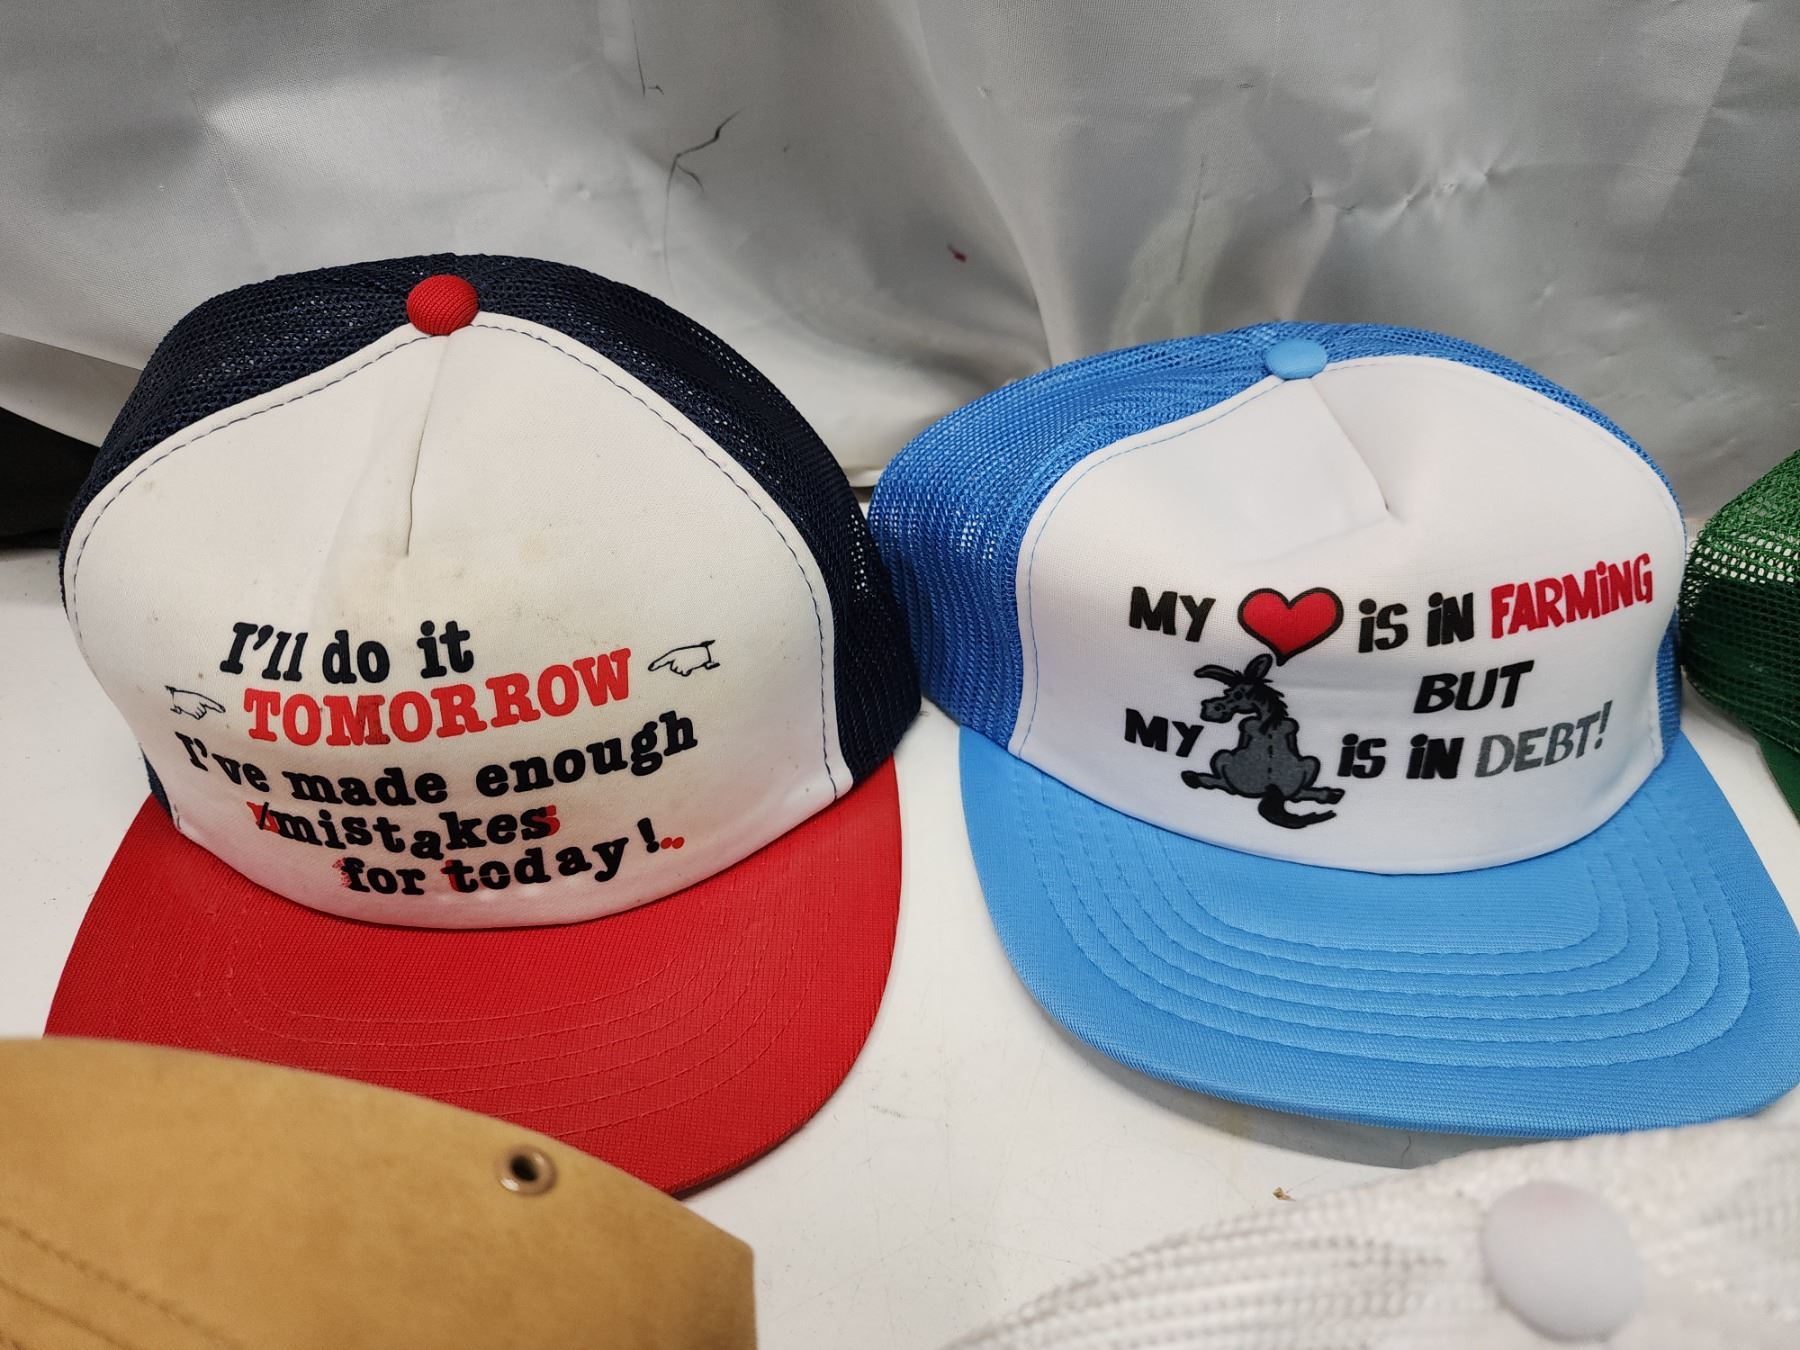 I'll do it
TOMORROW
I've made enough
mistakes
for today!..
MY IS IN FARMING
BUT
MY IS IN DEBT!